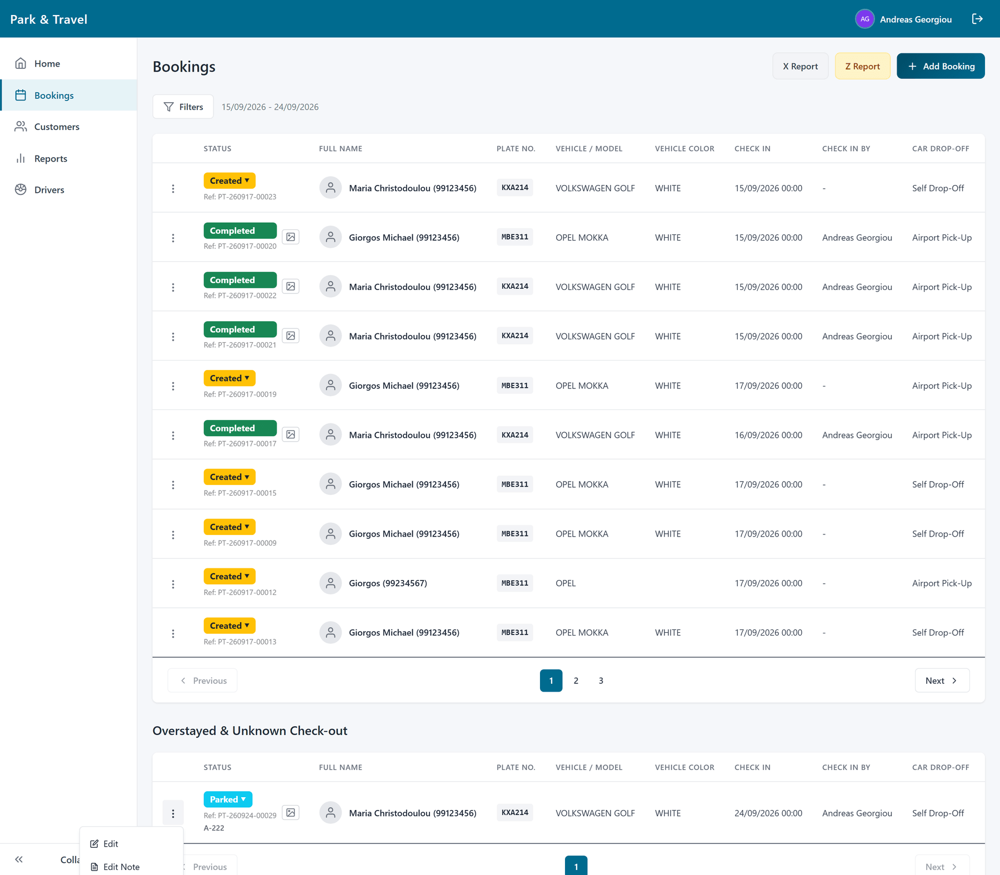 Park & Travel
AG Andreas Georgiou
Home
Bookings
Customers
Reports
Drivers
Bookings
X Report Z Report + Add Booking
Filters 15/09/2026 - 24/09/2026
STATUS FULL NAME PLATE NO. VEHICLE / MODEL VEHICLE COLOR CHECK IN CHECK IN BY CAR DROP-OFF
Created ▼
Ref: PT-260917-00023
Maria Christodoulou (99123456) KXA214 VOLKSWAGEN GOLF WHITE 15/09/2026 00:00 - Self Drop-Off
Completed
Ref: PT-260917-00020
Giorgos Michael (99123456) MBE311 OPEL MOKKA WHITE 15/09/2026 00:00 Andreas Georgiou Airport Pick-Up
Completed
Ref: PT-260917-00022
Maria Christodoulou (99123456) KXA214 VOLKSWAGEN GOLF WHITE 15/09/2026 00:00 Andreas Georgiou Airport Pick-Up
Completed
Ref: PT-260917-00021
Maria Christodoulou (99123456) KXA214 VOLKSWAGEN GOLF WHITE 15/09/2026 00:00 Andreas Georgiou Airport Pick-Up
Created ▼
Ref: PT-260917-00019
Giorgos Michael (99123456) MBE311 OPEL MOKKA WHITE 17/09/2026 00:00 - Airport Pick-Up
Completed
Ref: PT-260917-00017
Maria Christodoulou (99123456) KXA214 VOLKSWAGEN GOLF WHITE 16/09/2026 00:00 Andreas Georgiou Airport Pick-Up
Created ▼
Ref: PT-260917-00015
Giorgos Michael (99123456) MBE311 OPEL MOKKA WHITE 17/09/2026 00:00 - Self Drop-Off
Created ▼
Ref: PT-260917-00009
Giorgos Michael (99123456) MBE311 OPEL MOKKA WHITE 17/09/2026 00:00 - Self Drop-Off
Created ▼
Ref: PT-260917-00012
Giorgos (99234567) MBE311 OPEL 17/09/2026 00:00 - Airport Pick-Up
Created ▼
Ref: PT-260917-00013
Giorgos Michael (99123456) MBE311 OPEL MOKKA WHITE 17/09/2026 00:00 - Self Drop-Off
Previous 1 2 3 Next
Overstayed & Unknown Check-out
STATUS FULL NAME PLATE NO. VEHICLE / MODEL VEHICLE COLOR CHECK IN CHECK IN BY CAR DROP-OFF
Parked ▼
Ref: PT-260924-00029
A-222
Maria Christodoulou (99123456) KXA214 VOLKSWAGEN GOLF WHITE 24/09/2026 00:00 Andreas Georgiou Self Drop-Off
Edit
Edit Note
Previous 1 Next